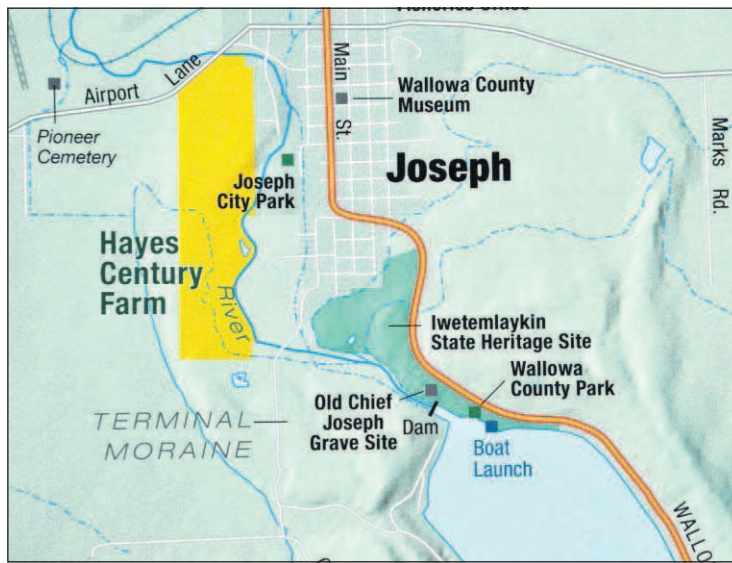 Main
St.
Airport
Lane
Wallowa County
Museum
Pioneer
Cemetery
Joseph
City Park
Joseph
Marks Rd.
Hayes
Century
Farm
River
Iwetemlaykin
State Heritage Site
Wallowa
County Park
Old Chief
Joseph
Grave Site
TERMINAL
MORAINE
Dam
Boat
Launch